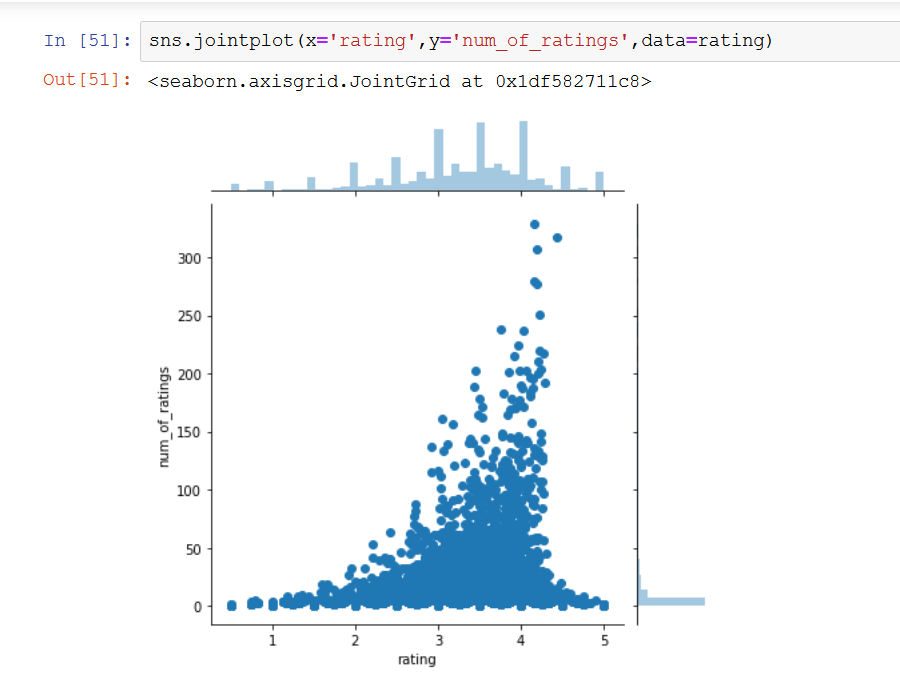 In [51]: sns.jointplot(x='rating',y='num_of_ratings',data=rating)
Out[51]: <seaborn.axisgrid.JointGrid at 0x1df582711c8>
300
250
200
150
100
50
0
num_of_ratings
1 2 3 4 5
rating